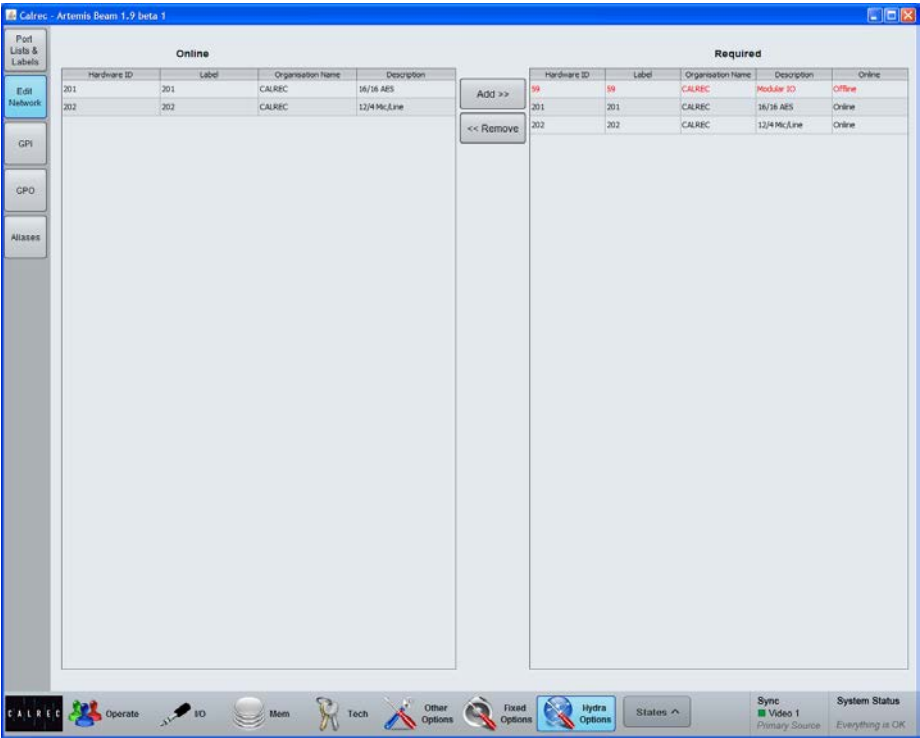 Calrec - Artemis Beam 1.9 beta 1
Port
Lists &
Labels
Edit
Network
GPI
GPO
Aliases
Online
Hardware ID Label Organisation Name Description
201 201 CALREC 16/16 AES
202 202 CALREC 12/4 Mic/Line
Add >>
<< Remove
Required
Hardware ID Label Organisation Name Description Online
59 59 CALREC Modular IO Offline
201 201 CALREC 16/16 AES Online
202 202 CALREC 12/4 Mic/Line Online
CALREC
Operate
I/O
Mem
Tech
Other
Options
Fixed
Options
Hydra
Options
States ^
Sync
Video 1
Primary Source
System Status
Everything is OK